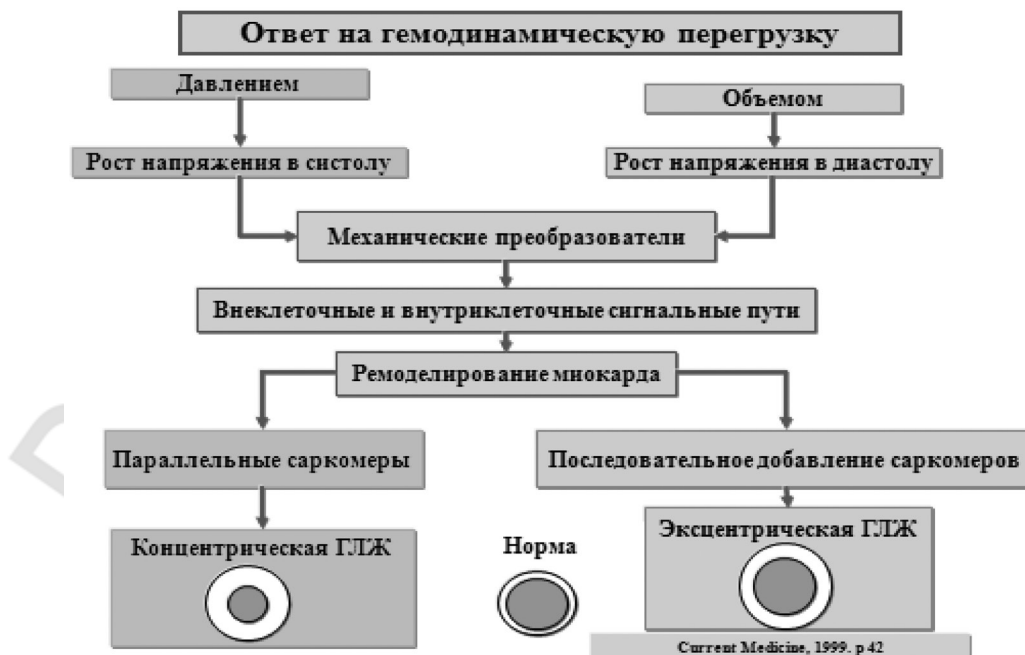 Ответ на гемодинамическую перегрузку
Давлением
Объемом
Рост напряжения в систолу
Рост напряжения в диастолу
Механические преобразователи
Внеклеточные и внутриклеточные сигнальные пути
Ремоделирование миокарда
Параллельные саркомеры
Последовательное добавление саркомеров
Концентрическая ГЛЖ
Норма
Эксцентрическая ГЛЖ
Current Medicine, 1999. p 42